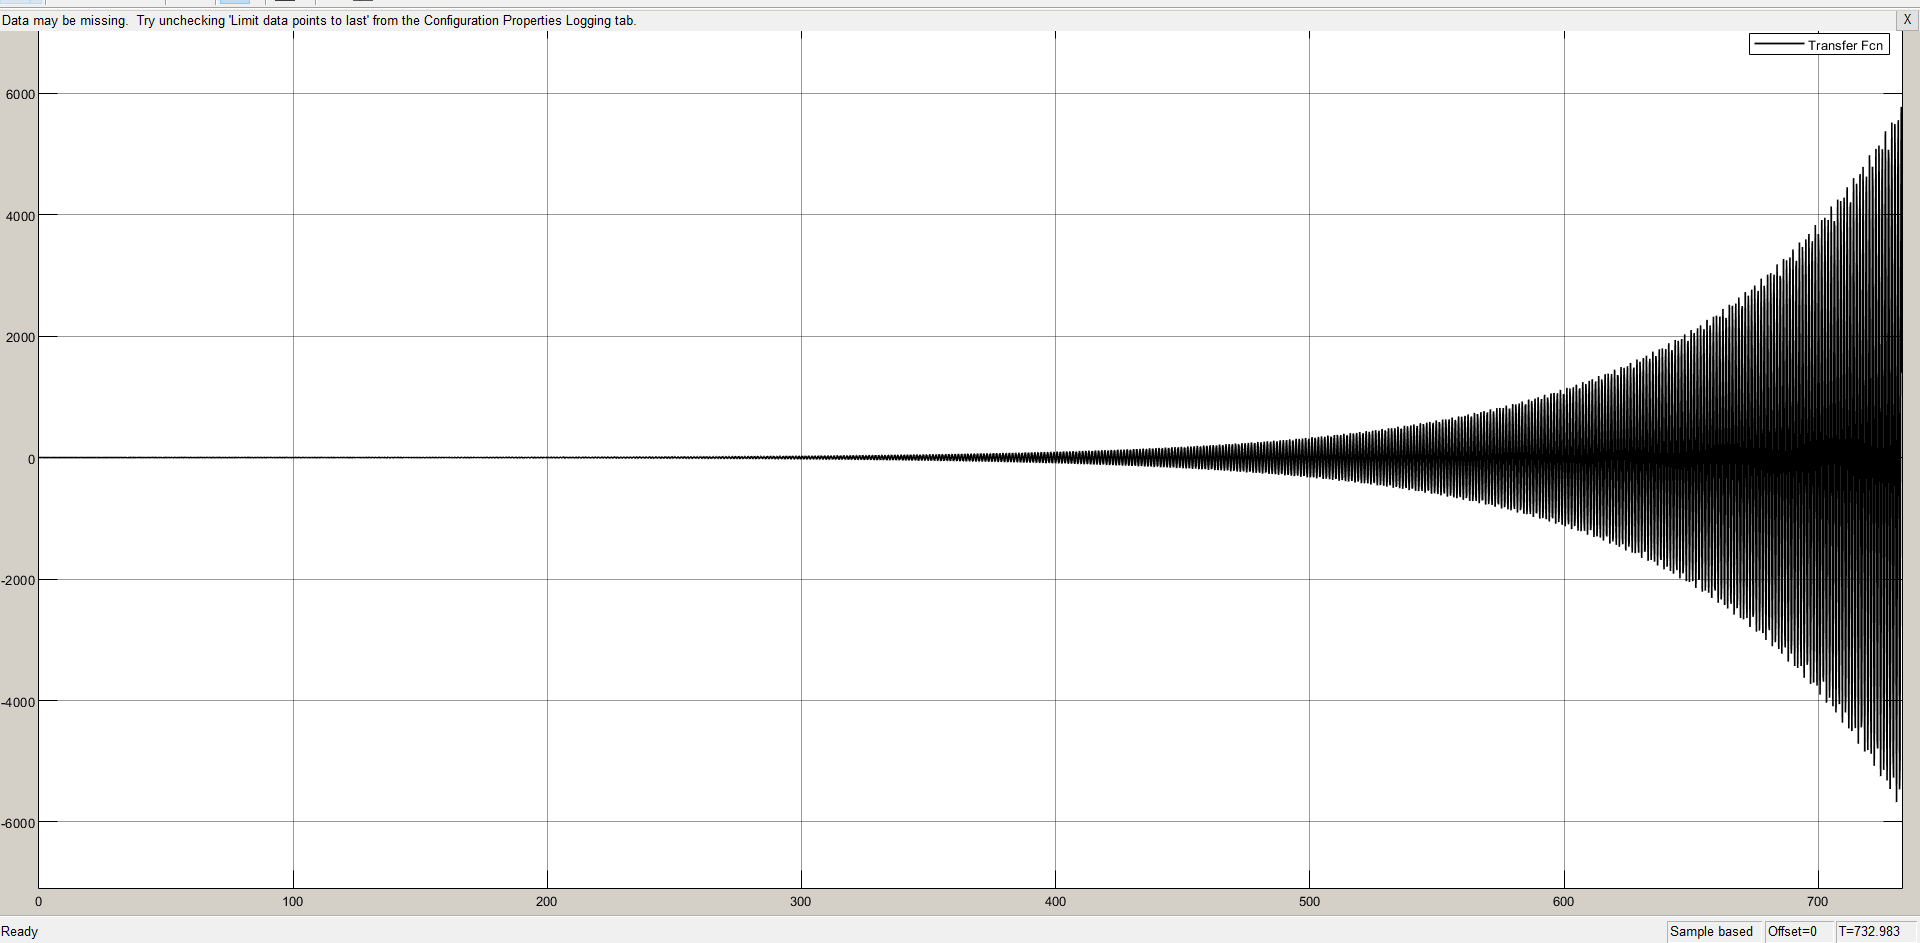 Data may be missing.  Try unchecking 'Limit data points to last' from the Configuration Properties Logging tab.
X
Transfer Fcn
6000
4000
2000
0
-2000
-4000
-6000
0 100 200 300 400 500 600 700
Ready
Sample based Offset=0 T=732.983